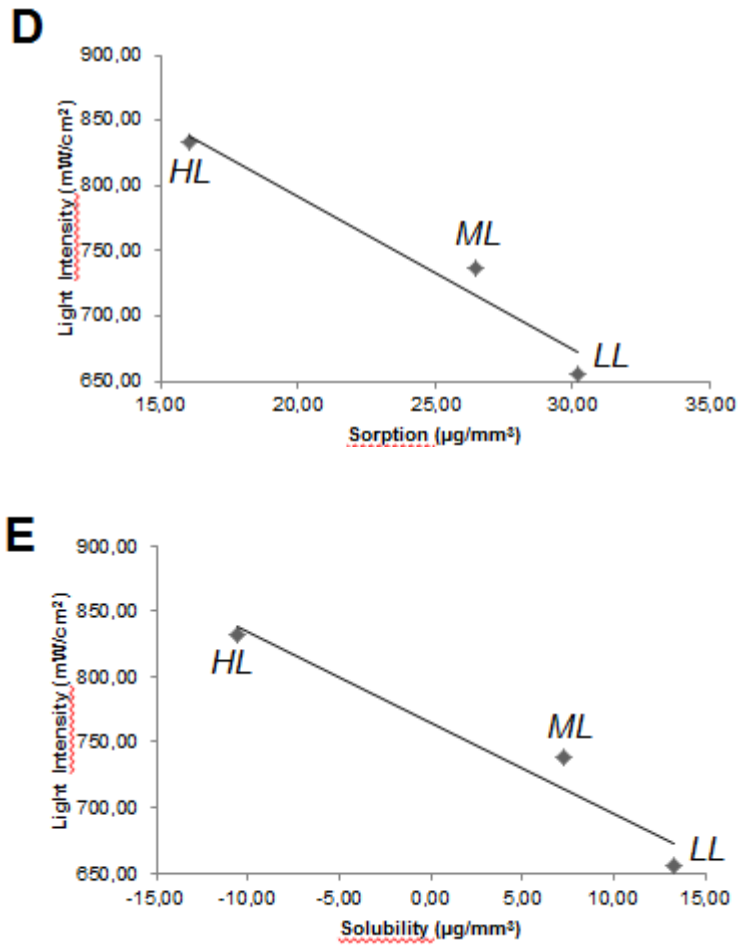 D
900,00
850,00
800,00
750,00
700,00
650,00
Light Intensity (mW/cm²)
HL
ML
LL
15,00 20,00 25,00 30,00 35,00
Sorption (µg/mm³)
E
900,00
850,00
800,00
750,00
700,00
650,00
Light Intensity (mW/cm²)
HL
ML
LL
-15,00 -10,00 -5,00 0,00 5,00 10,00 15,00
Solubility (µg/mm³)